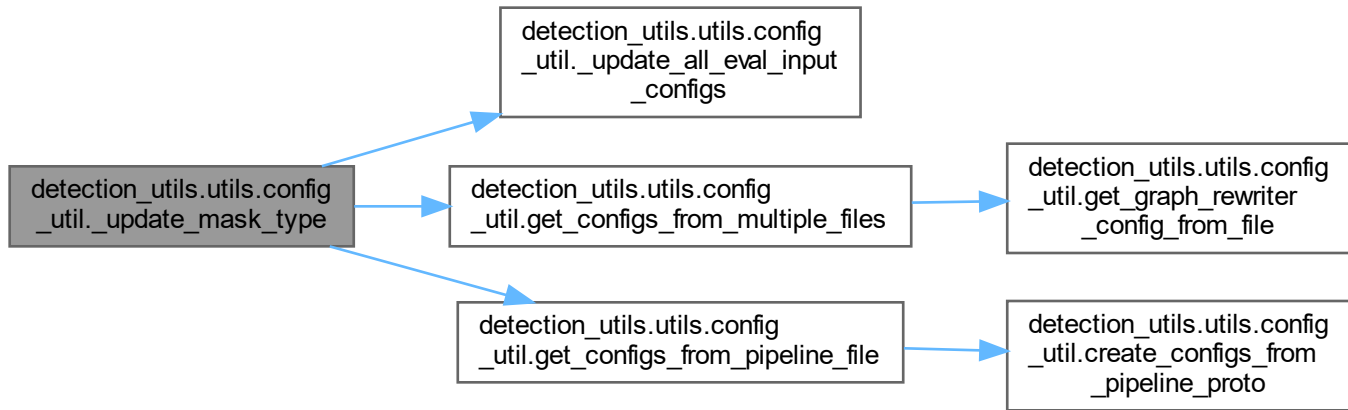 detection_utils.utils.config
_util._update_all_eval_input
_configs
detection_utils.utils.config
_util._update_mask_type
detection_utils.utils.config
_util.get_configs_from_multiple_files
detection_utils.utils.config
_util.get_graph_rewriter
_config_from_file
detection_utils.utils.config
_util.get_configs_from_pipeline_file
detection_utils.utils.config
_util.create_configs_from
_pipeline_proto